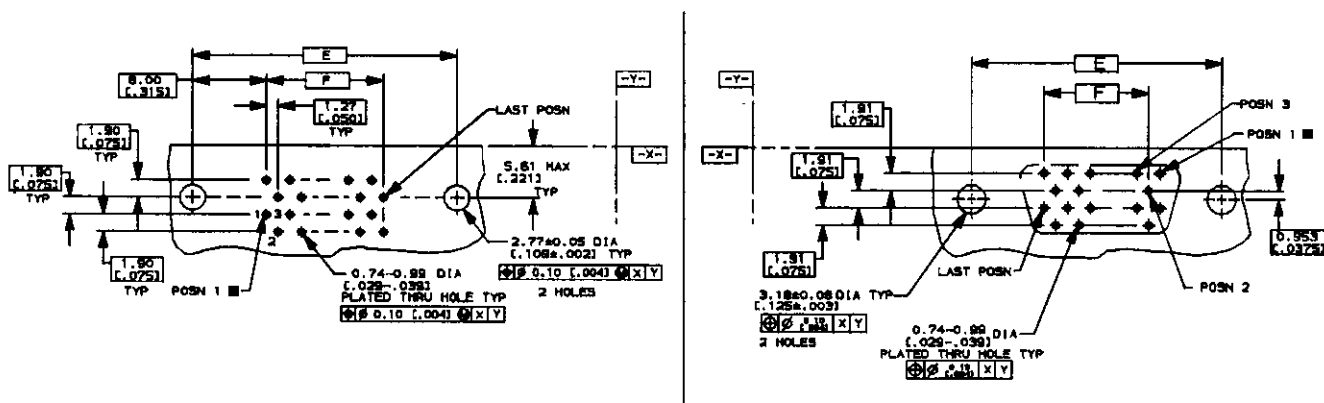 E
8.00
[.315]
F
1.27
[.050]
TYP
LAST POSN
-Y-
-X-
1.90
[.075]
TYP
1.90
[.075]
TYP
5.61 MAX
[.221]
TYP
1 3
2
1.90
[.075]
TYP
POSN 1 ■
0.74-0.99 DIA
[.029-.039]
PLATED THRU HOLE TYP
⌖ ⌀ 0.10 [.004] Ⓜ X Y
2.77±0.05 DIA
[.109±.002] TYP
⌖ ⌀ 0.10 [.004] Ⓜ X Y
2 HOLES
-Y-
-X-
E
F
POSN 3
POSN 1 ■
1.91
[.075]
1.91
[.075]
1.91
[.075]
0.953
[.0375]
LAST POSN
POSN 2
3.18±0.08 DIA TYP
[.125±.003]
⌖ ⌀ X Y
2 HOLES
0.74-0.99 DIA
[.029-.039]
PLATED THRU HOLE TYP
⌖ ⌀ X Y